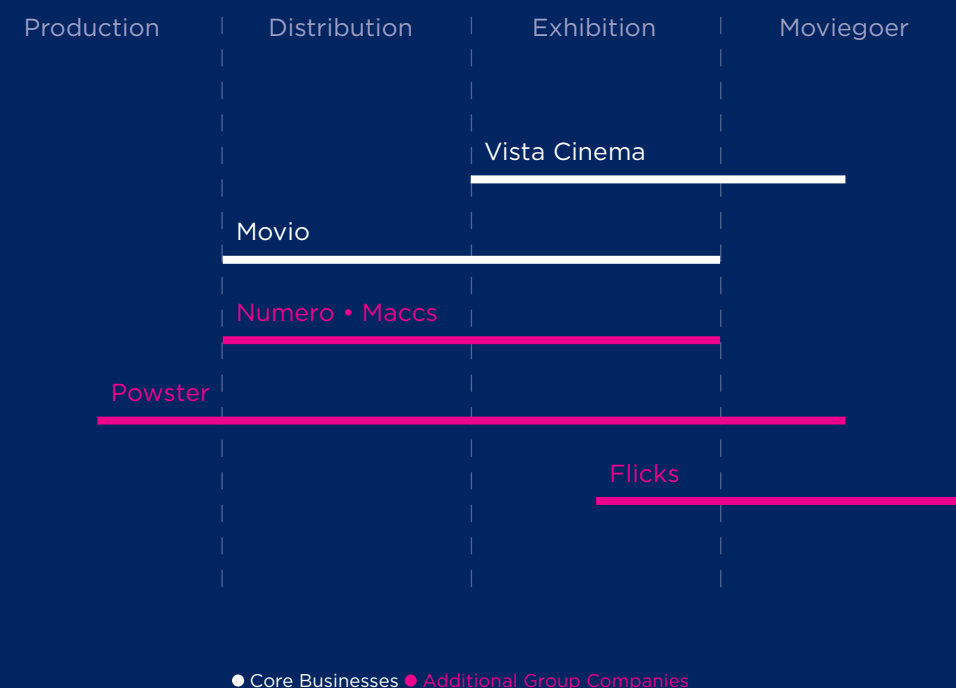 Production Distribution Exhibition Moviegoer
Vista Cinema
Movio
Numero • Maccs
Powster
Flicks
Core Businesses Additional Group Companies